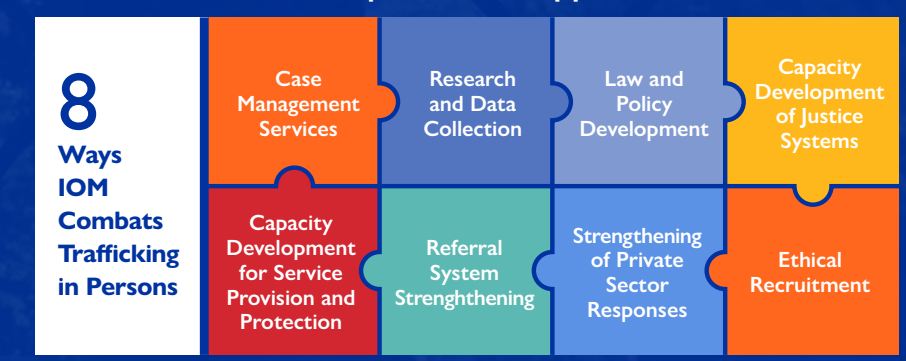 8
Ways
IOM
Combats
Trafficking
in Persons
Case
Management
Services
Research
and Data
Collection
Law and
Policy
Development
Capacity
Development
of Justice
Systems
Capacity
Development
for Service
Provision and
Protection
Referral
System
Strenghthening
Strengthening
of Private
Sector
Responses
Ethical
Recruitment